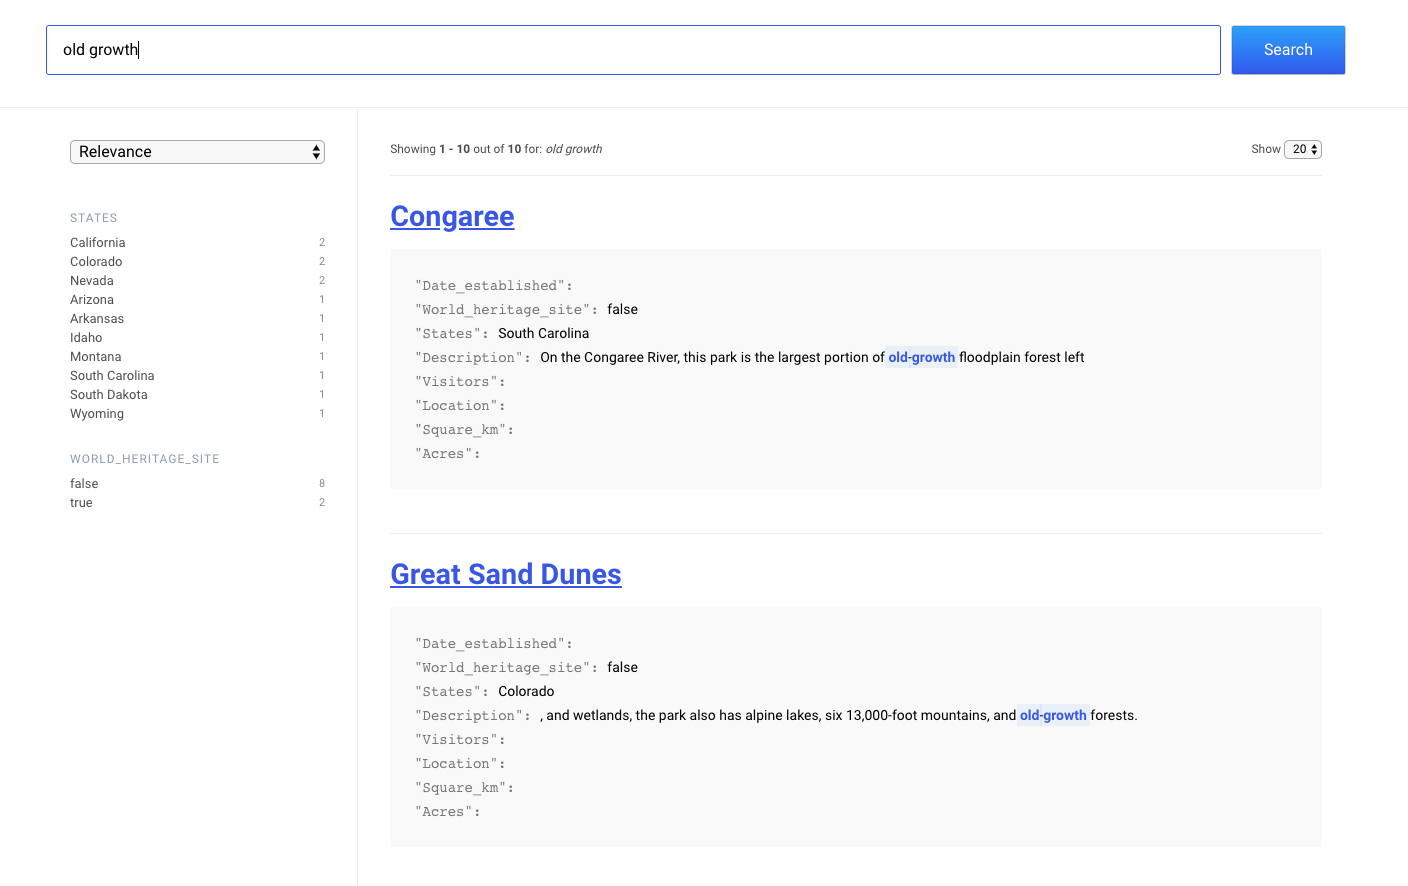 old growth
Search
Relevance
STATES
California 2
Colorado 2
Nevada 2
Arizona 1
Arkansas 1
Idaho 1
Montana 1
South Carolina 1
South Dakota 1
Wyoming 1
WORLD_HERITAGE_SITE
false 8
true 2
Showing 1 - 10 out of 10 for: old growth
Show 20
Congaree
"Date_established":
"World_heritage_site": false
"States": South Carolina
"Description": On the Congaree River, this park is the largest portion of old-growth floodplain forest left
"Visitors":
"Location":
"Square_km":
"Acres":
Great Sand Dunes
"Date_established":
"World_heritage_site": false
"States": Colorado
"Description": , and wetlands, the park also has alpine lakes, six 13,000-foot mountains, and old-growth forests.
"Visitors":
"Location":
"Square_km":
"Acres":